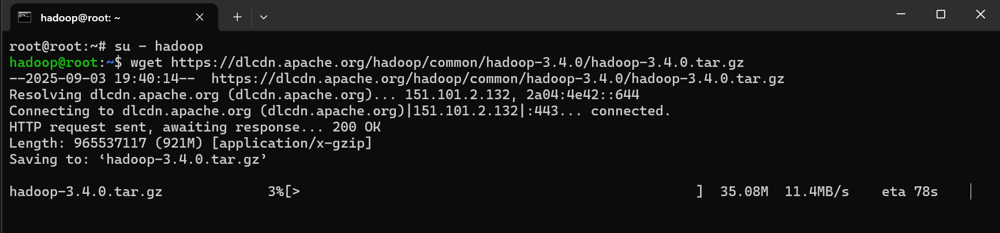 hadoop@root: ~
root@root:~# su - hadoop
hadoop@root:~$ wget https://dlcdn.apache.org/hadoop/common/hadoop-3.4.0/hadoop-3.4.0.tar.gz
--2025-09-03 19:40:14--  https://dlcdn.apache.org/hadoop/common/hadoop-3.4.0/hadoop-3.4.0.tar.gz
Resolving dlcdn.apache.org (dlcdn.apache.org)... 151.101.2.132, 2a04:4e42::644
Connecting to dlcdn.apache.org (dlcdn.apache.org)|151.101.2.132|:443... connected.
HTTP request sent, awaiting response... 200 OK
Length: 965537117 (921M) [application/x-gzip]
Saving to: ‘hadoop-3.4.0.tar.gz’
hadoop-3.4.0.tar.gz             3%[>                                                 ]  35.08M  11.4MB/s    eta 78s